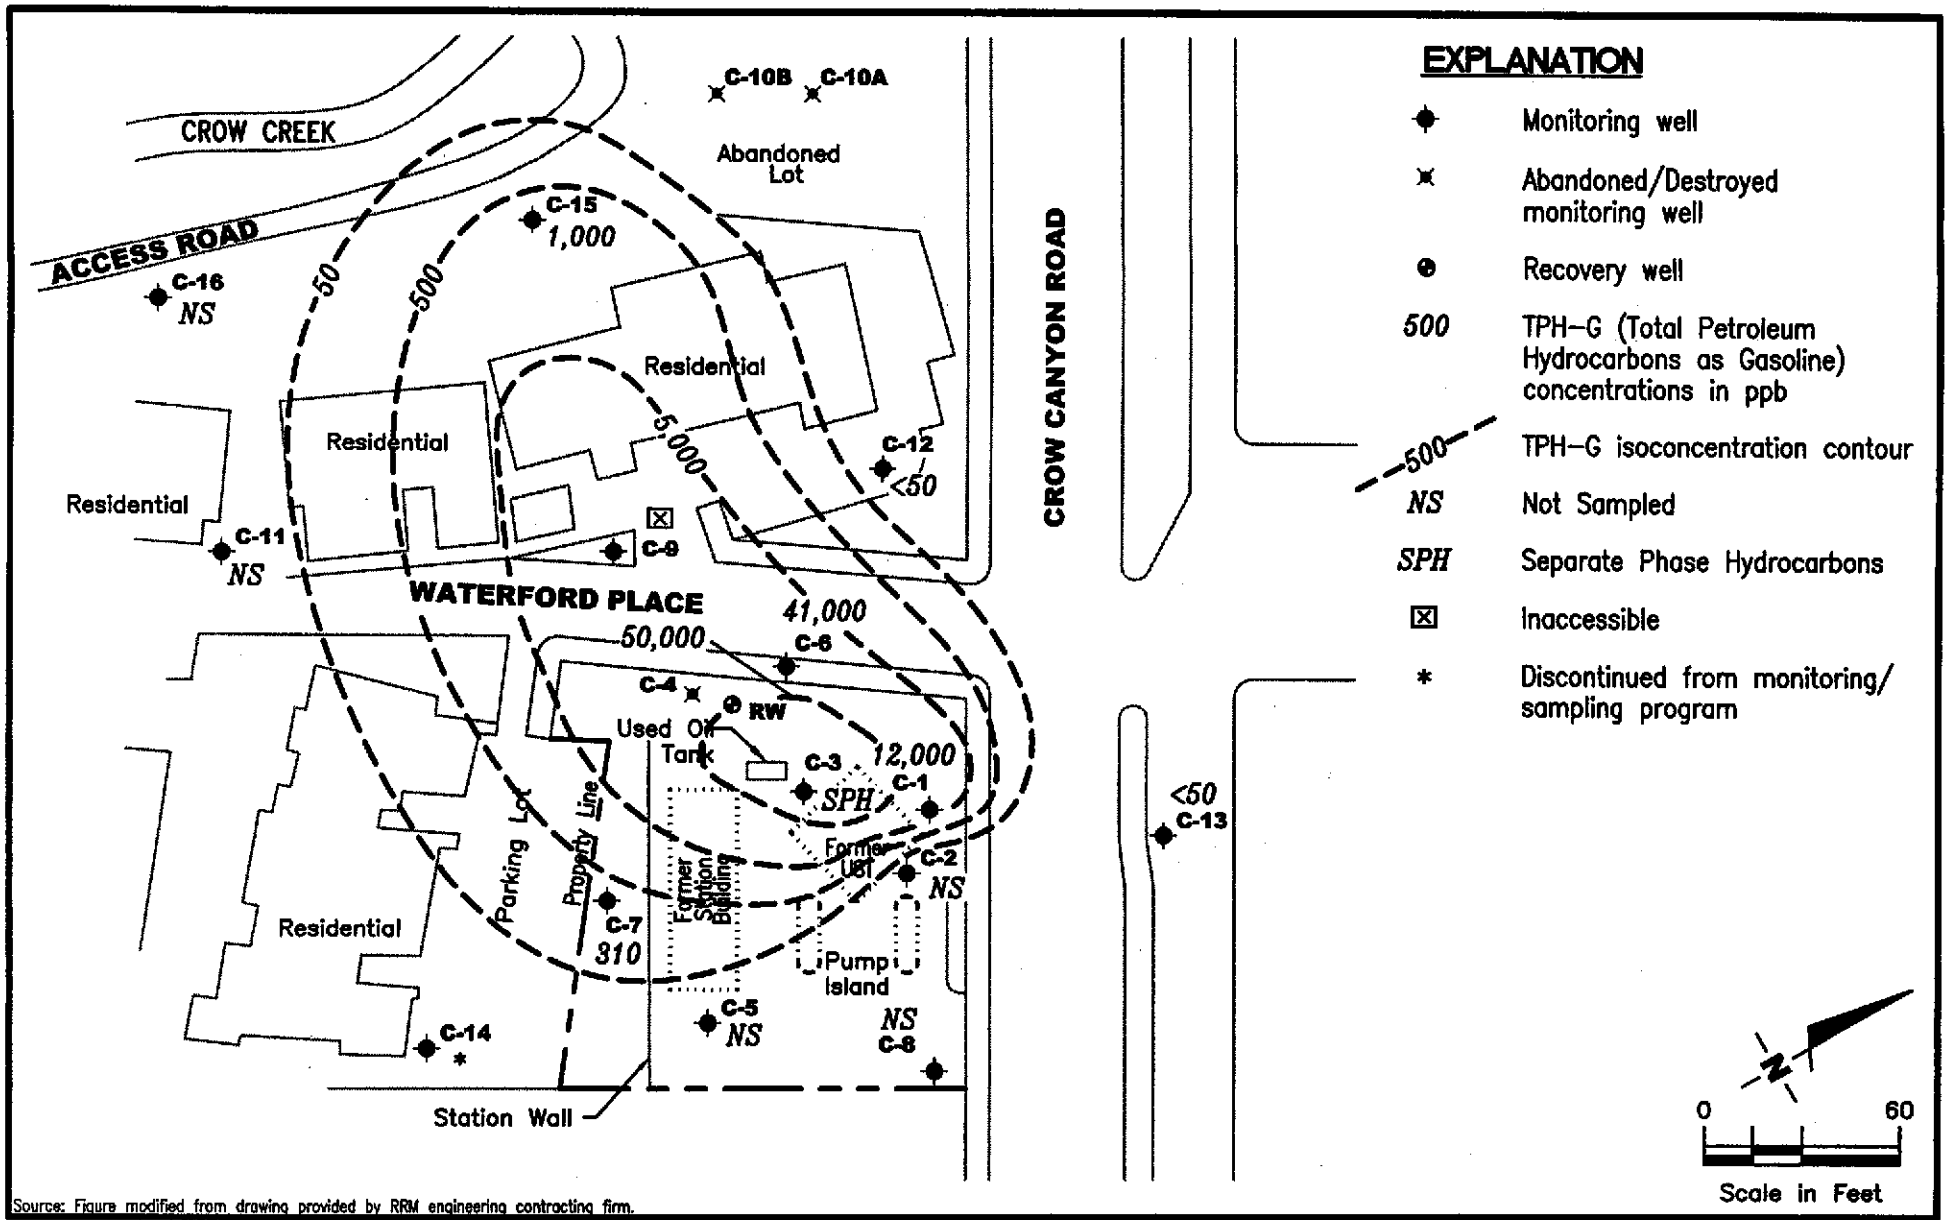 EXPLANATION
Monitoring well
Abandoned/Destroyed
monitoring well
Recovery well
500
TPH-G (Total Petroleum
Hydrocarbons as Gasoline)
concentrations in ppb
500
TPH-G isoconcentration contour
NS
Not Sampled
SPH
Separate Phase Hydrocarbons
Inaccessible
*
Discontinued from monitoring/
sampling program
C-10B
C-10A
CROW CREEK
Abandoned
Lot
C-15
1,000
ACCESS ROAD
C-16
NS
50
500
CROW CANYON ROAD
Residential
Residential
5,000
C-12
<50
Residential
C-11
NS
C-9
WATERFORD PLACE
41,000
50,000
C-6
C-4
RW
Used Oil
Tank
12,000
C-3
SPH
C-1
<50
C-13
Former
UST
C-2
NS
Parking Lot
Property Line
Former
Station
Building
C-7
310
Residential
Pump
Island
C-5
NS
NS
C-8
C-14
*
Station Wall
N
0 60
Scale in Feet
Source: Figure modified from drawing provided by RRM engineering contracting firm.